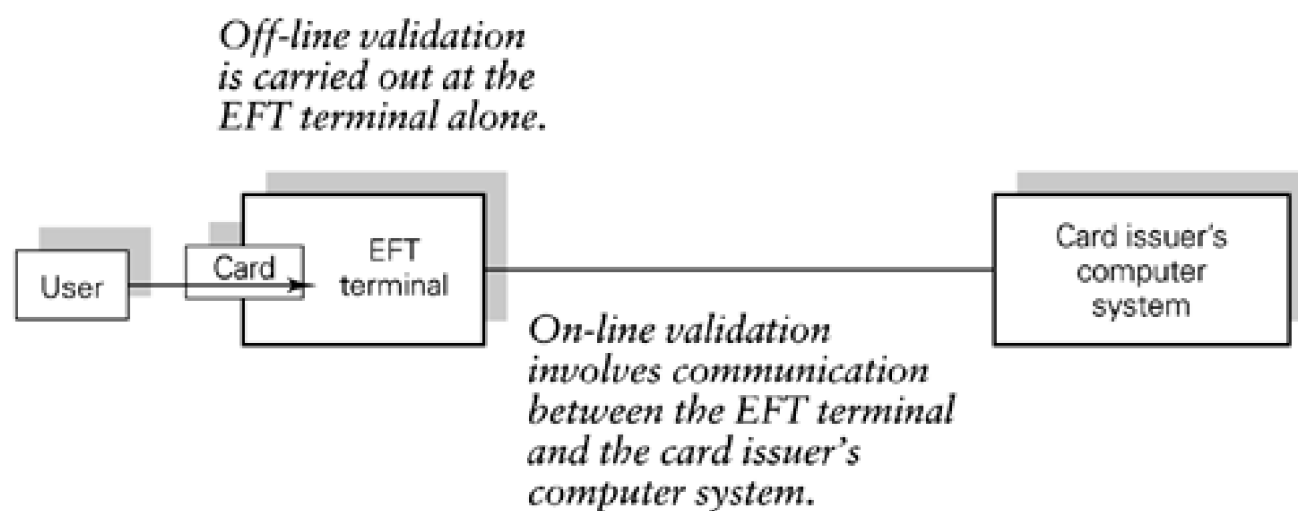 Off-line validation
is carried out at the
EFT terminal alone.
User
Card
EFT
terminal
Card issuer's
computer
system
On-line validation
involves communication
between the EFT terminal
and the card issuer's
computer system.